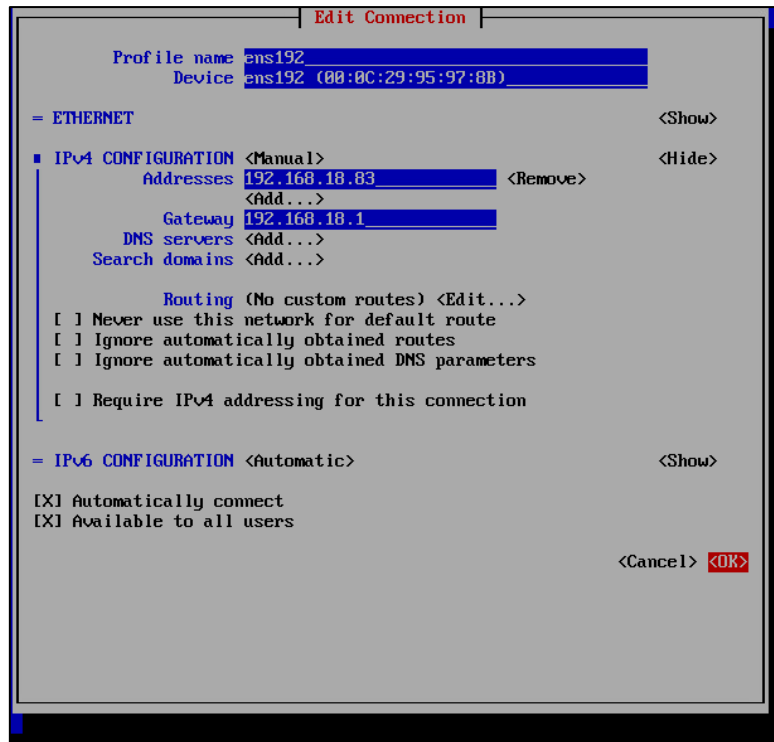 Edit Connection
Profile name ens192
Device ens192 (00:0C:29:95:97:8B)
= ETHERNET <Show>
IPv4 CONFIGURATION <Manual> <Hide>
Addresses 192.168.18.83 <Remove>
<Add...>
Gateway 192.168.18.1
DNS servers <Add...>
Search domains <Add...>
Routing (No custom routes) <Edit...>
[ ] Never use this network for default route
[ ] Ignore automatically obtained routes
[ ] Ignore automatically obtained DNS parameters
[ ] Require IPv4 addressing for this connection
= IPv6 CONFIGURATION <Automatic> <Show>
[X] Automatically connect
[X] Available to all users
<Cancel> <OK>